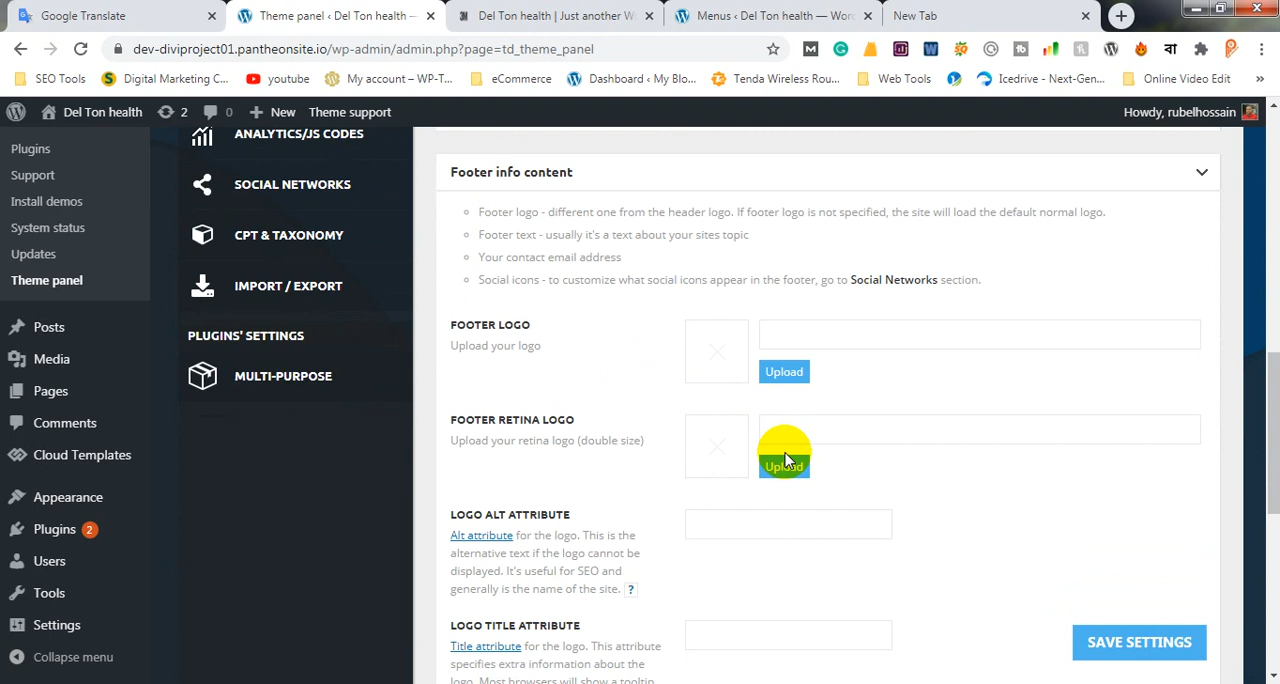 Google Translate
Theme panel ‹ Del Ton health —
Del Ton health | Just another W
Menus ‹ Del Ton health — Wor
New Tab
dev-diviproject01.pantheonsite.io/wp-admin/admin.php?page=td_theme_panel
SEO Tools
Digital Marketing C...
youtube
My account – WP-T...
eCommerce
Dashboard ‹ My Blo...
Tenda Wireless Rou...
Web Tools
Icedrive - Next-Gen...
Online Video Edit
»
Del Ton health 2 0 New Theme support
Howdy, rubelhossain
Plugins
Support
Install demos
System status
Updates
Theme panel
Posts
Media
Pages
Comments
Cloud Templates
Appearance
Plugins 2
Users
Tools
Settings
Collapse menu
ANALYTICS/JS CODES
SOCIAL NETWORKS
CPT & TAXONOMY
IMPORT / EXPORT
PLUGINS' SETTINGS
MULTI-PURPOSE
Footer info content
Footer logo - different one from the header logo. If footer logo is not specified, the site will load the default normal logo.
Footer text - usually it's a text about your sites topic
Your contact email address
Social icons - to customize what social icons appear in the footer, go to Social Networks section.
FOOTER LOGO
Upload your logo
Upload
FOOTER RETINA LOGO
Upload your retina logo (double size)
Upload
LOGO ALT ATTRIBUTE
Alt attribute for the logo. This is the
alternative text if the logo cannot be
displayed. It's useful for SEO and
generally is the name of the site. ?
LOGO TITLE ATTRIBUTE
Title attribute for the logo. This attribute
specifies extra information about the
logo. Most browsers will show a tooltip
SAVE SETTINGS